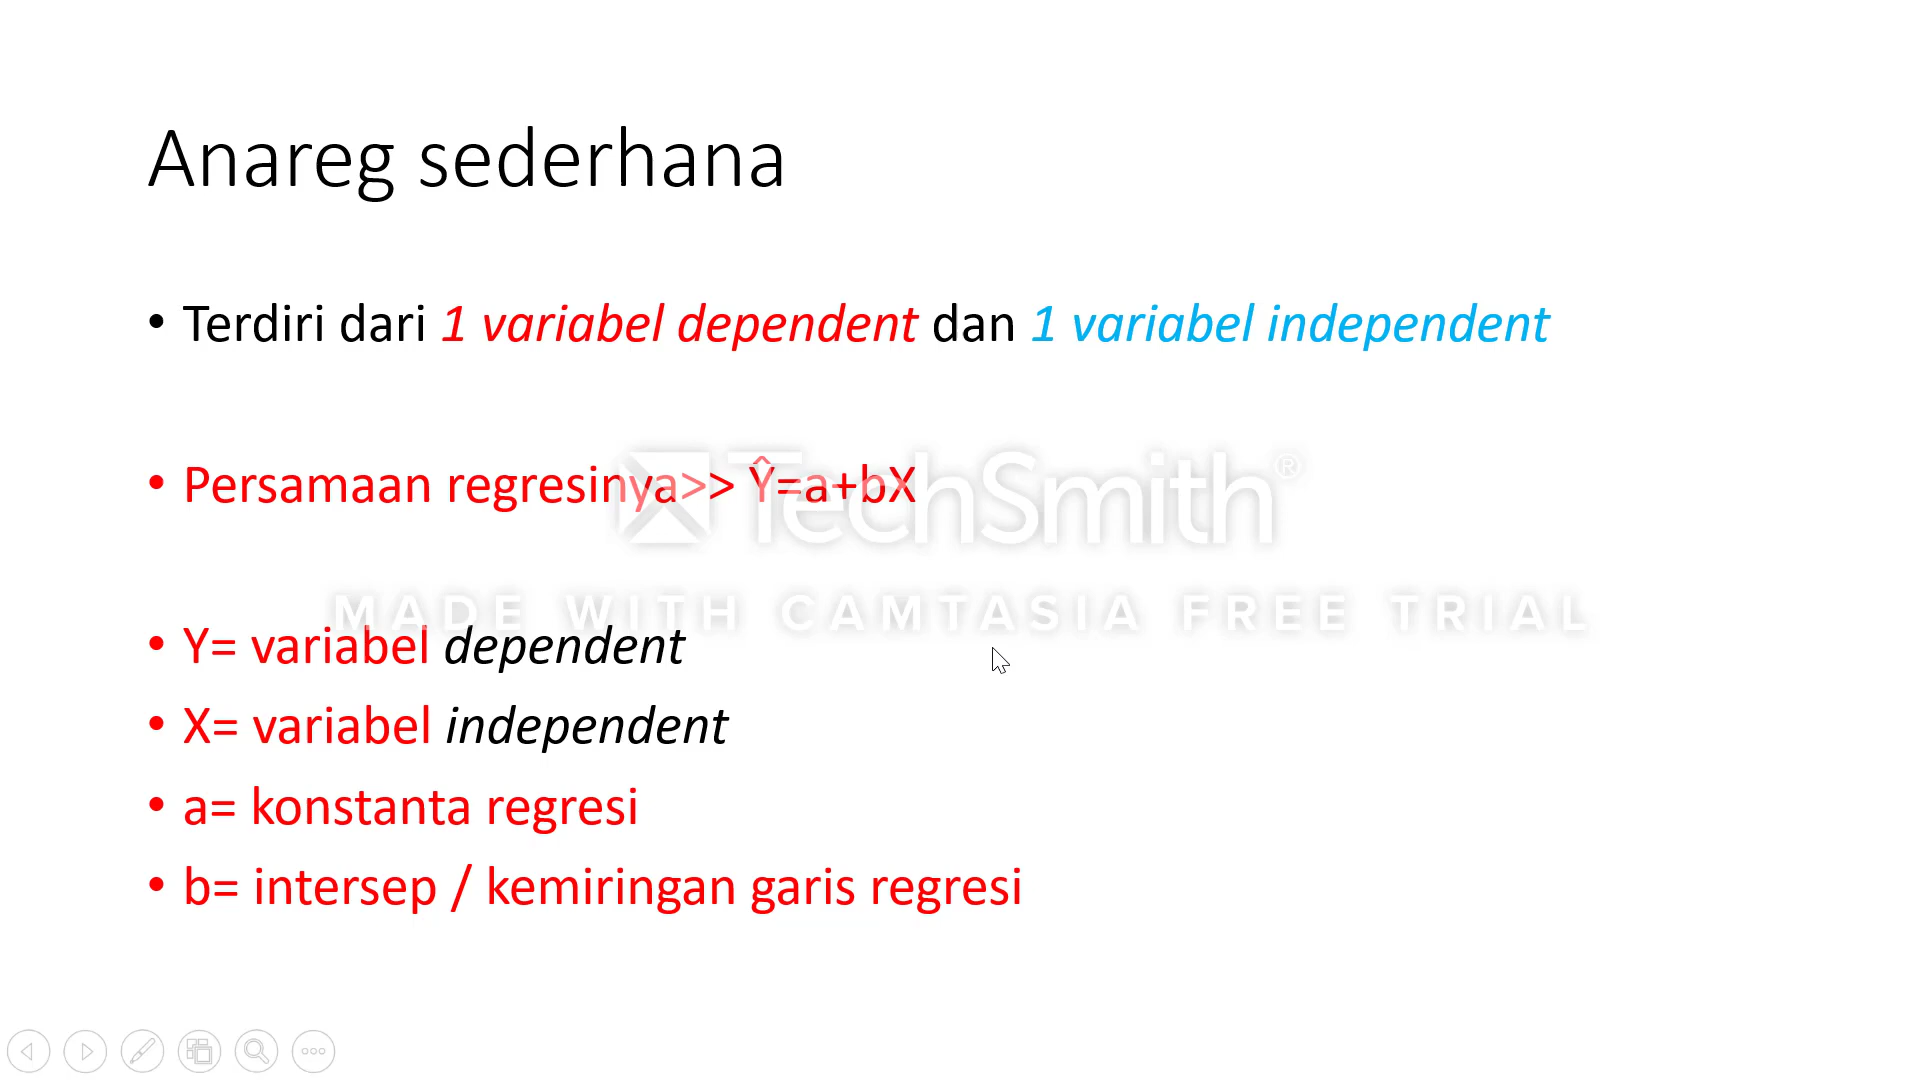 Anareg sederhana
• Terdiri dari 1 variabel dependent dan 1 variabel independent
• Persamaan regresinya>> Ŷ=a+bX
TechSmith®
MADE WITH CAMTASIA FREE TRIAL
• Y= variabel dependent
• X= variabel independent
• a= konstanta regresi
• b= intersep / kemiringan garis regresi